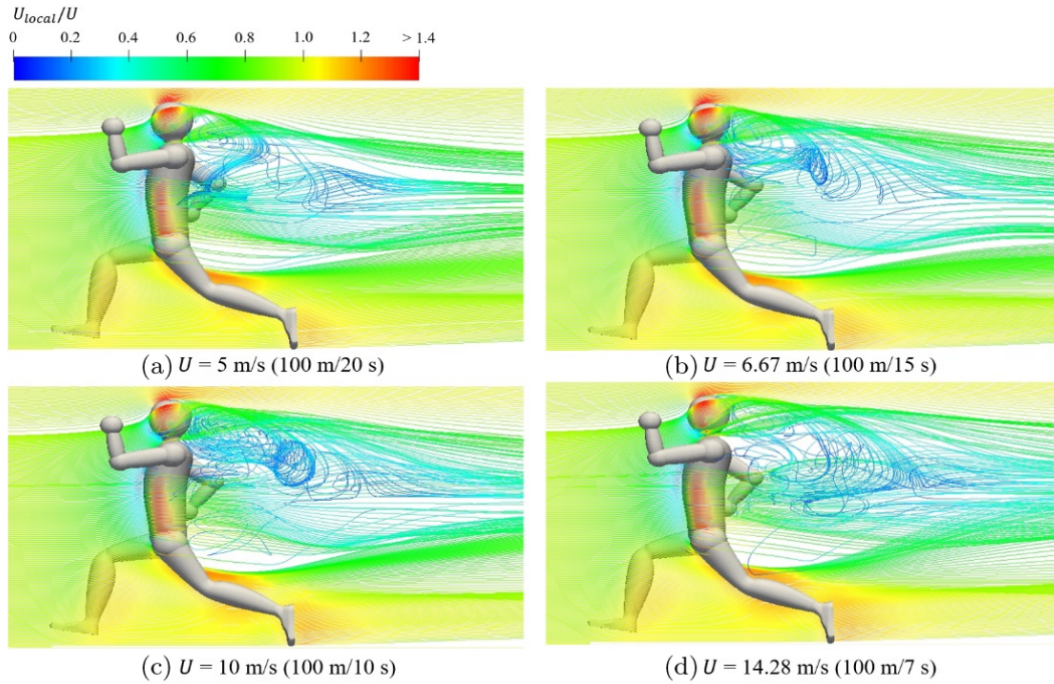 U_local/U
0 0.2 0.4 0.6 0.8 1.0 1.2 > 1.4
(a) U = 5 m/s (100 m/20 s)
(b) U = 6.67 m/s (100 m/15 s)
(c) U = 10 m/s (100 m/10 s)
(d) U = 14.28 m/s (100 m/7 s)